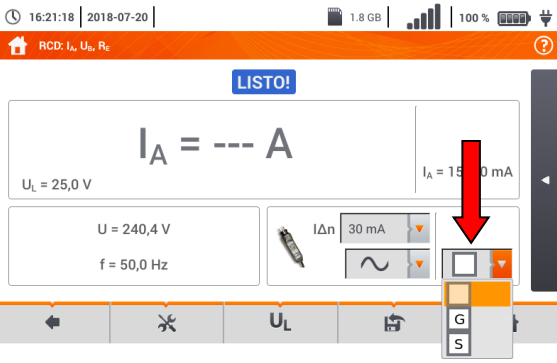 16:21:18 2018-07-20 1.8 GB 100 %
RCD: IA, UB, RE ?
LISTO!
IA = --- A
UL = 25,0 V
U = 240,4 V
f = 50,0 Hz
IΔn 30 mA
G
S
UL